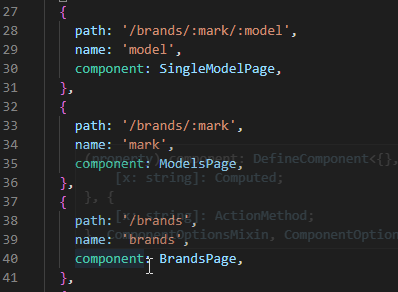 27 {
28 path: '/brands/:mark/:model',
29 name: 'model',
30 component: SingleModelPage,
31 },
32 {
33 path: '/brands/:mark',
34 name: 'mark',
(property) component: DefineComponent<{},
35 component: ModelsPage,
[x: string]: Computed;
36 },
}, {
37 {
38 path: '/brands',
[x: string]: ActionMethod;
39 name: 'brands',
}, ComponentOptionsMixin, ComponentOption
40 component: BrandsPage,
41 },